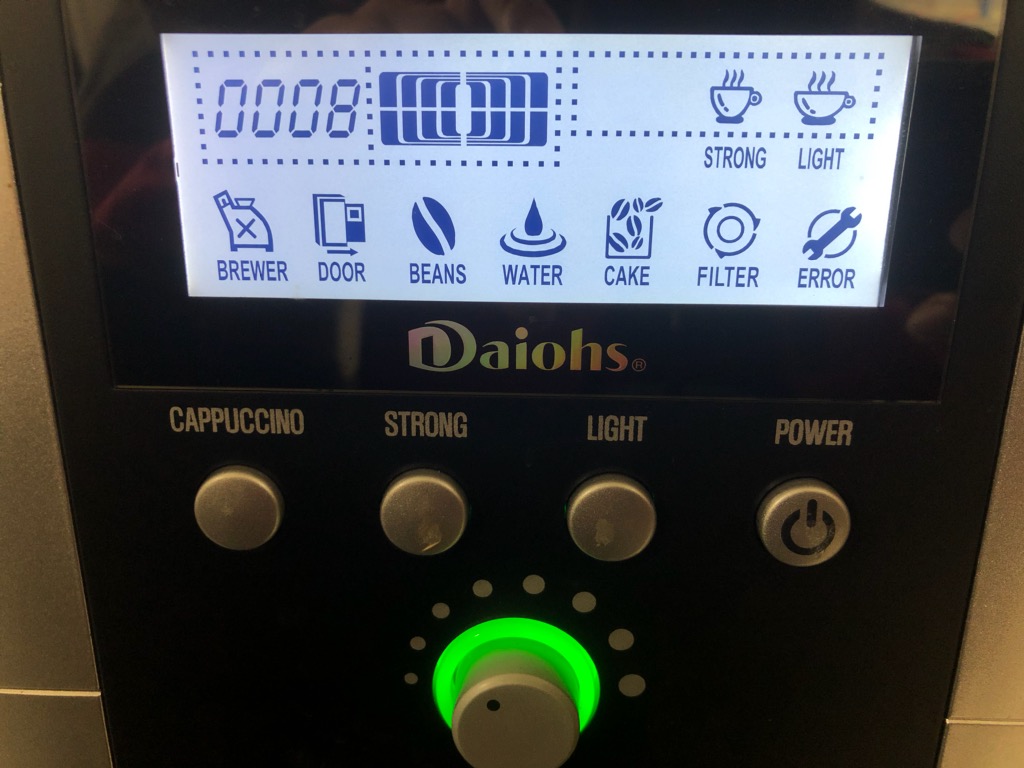 0008
STRONG LIGHT
BREWER DOOR BEANS WATER CAKE FILTER ERROR
Daiohs®
CAPPUCCINO STRONG LIGHT POWER